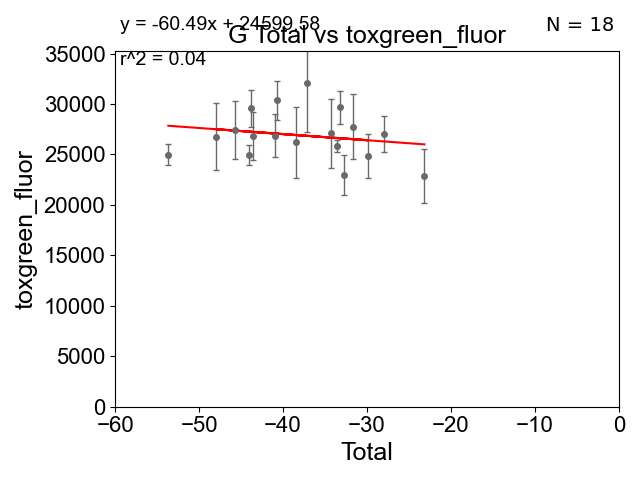 y = -60.49x + 24599.58
N = 18
G Total vs toxgreen_fluor
r^2 = 0.04
35000
30000
25000
20000
15000
10000
5000
0
toxgreen_fluor
−60 −50 −40 −30 −20 −10 0
Total